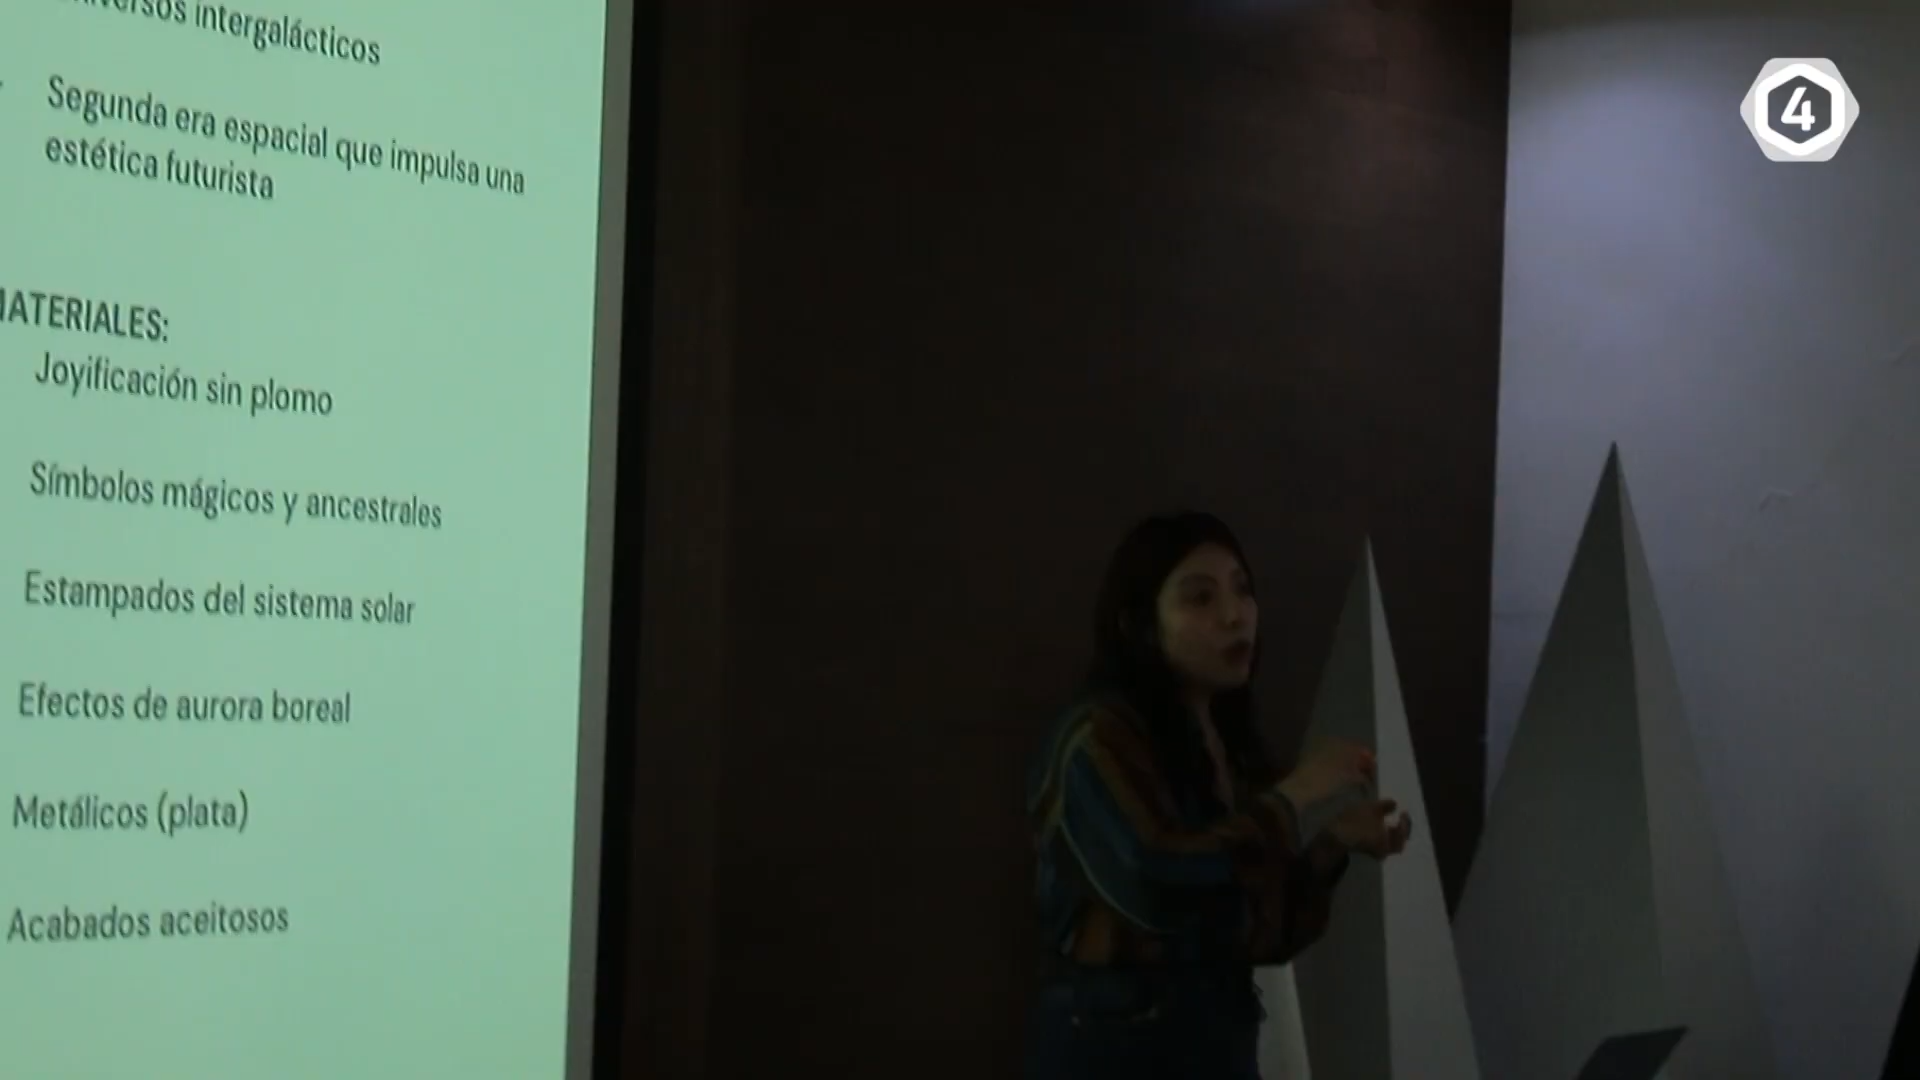 intergalácticos
Segunda era espacial que impulsa una
estética futurista
MATERIALES:
Joyificación sin plomo
Símbolos mágicos y ancestrales
Estampados del sistema solar
Efectos de aurora boreal
Metálicos (plata)
Acabados aceitosos
4